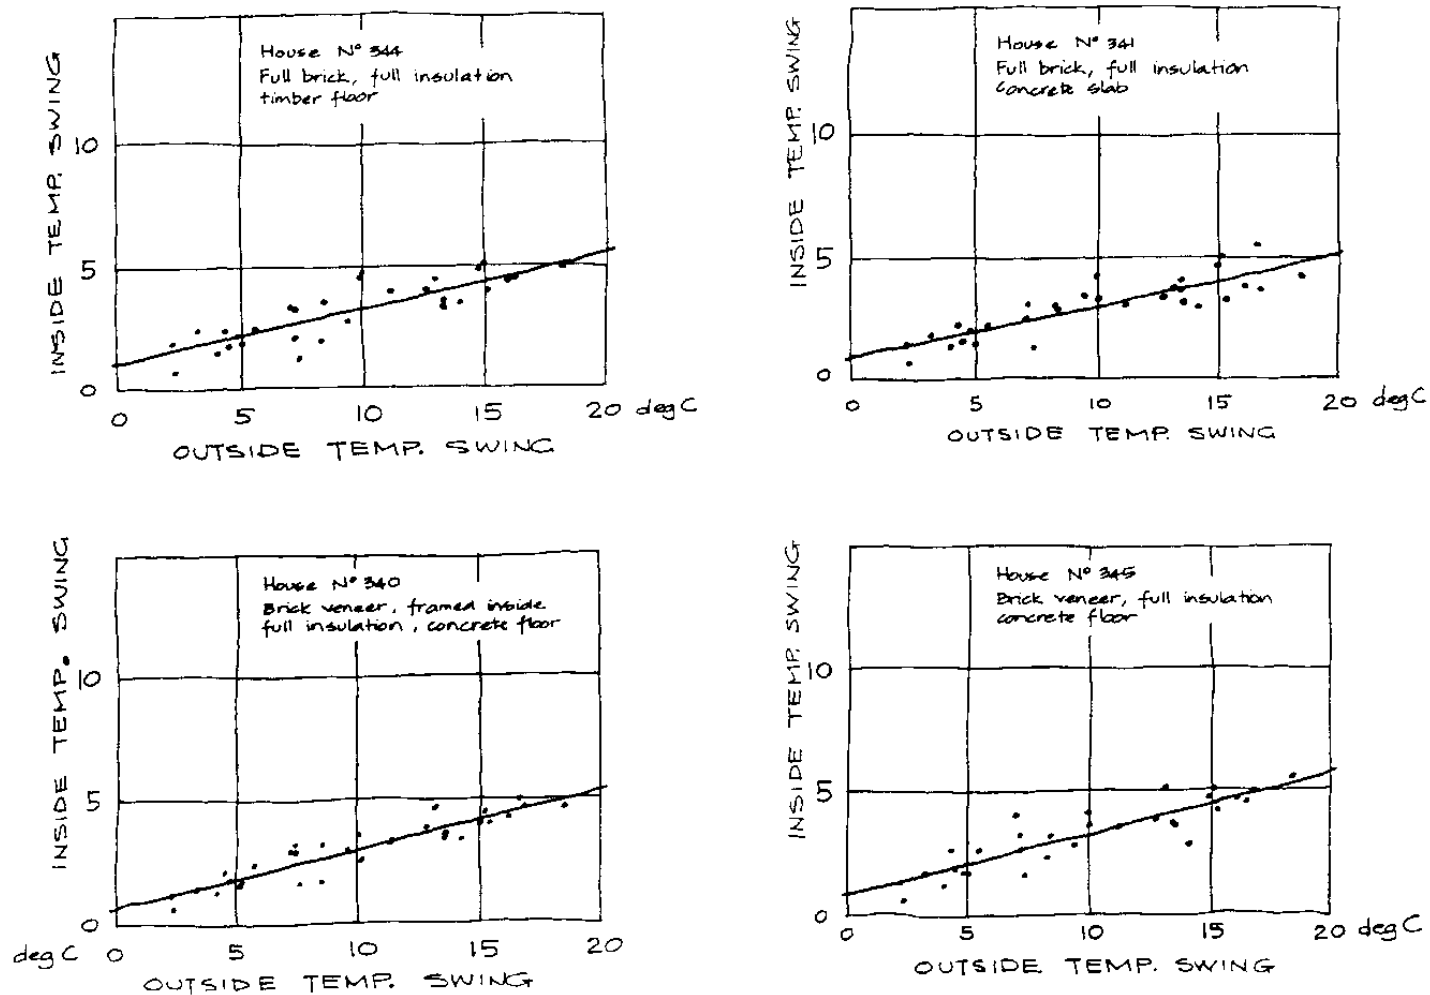 House Nº 344
Full brick, full insulation
timber floor
INSIDE TEMP. SWING
10
5
0
0 5 10 15 20 deg C
OUTSIDE TEMP. SWING
House Nº 341
Full brick, full insulation
concrete slab
INSIDE TEMP. SWING
10
5
0
0 5 10 15 20 deg C
OUTSIDE TEMP. SWING
House Nº 340
Brick veneer, framed inside
full insulation, concrete floor
INSIDE TEMP. SWING
10
5
0
deg C 0 5 10 15 20
OUTSIDE TEMP. SWING
House Nº 345
Brick veneer, full insulation
concrete floor
INSIDE TEMP. SWING
10
5
0
0 5 10 15 20 deg C
OUTSIDE TEMP. SWING